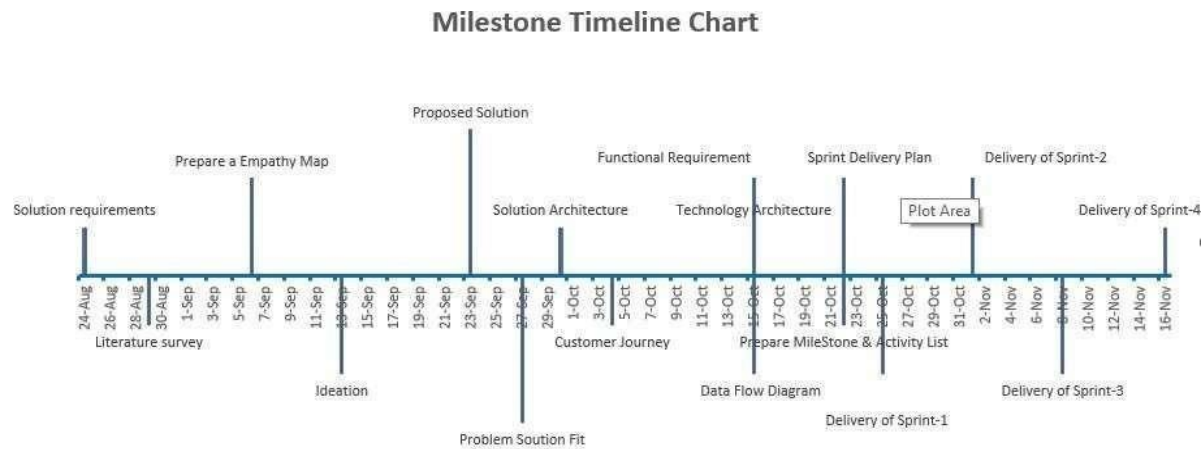 Milestone Timeline Chart
Proposed Solution
Prepare a Empathy Map
Functional Requirement
Sprint Delivery Plan
Delivery of Sprint-2
Solution requirements
Solution Architecture
Technology Architecture
Plot Area
Delivery of Sprint-4
24-Aug
26-Aug
28-Aug
30-Aug
1-Sep
3-Sep
5-Sep
7-Sep
9-Sep
11-Sep
13-Sep
15-Sep
17-Sep
19-Sep
21-Sep
23-Sep
25-Sep
27-Sep
29-Sep
1-Oct
3-Oct
5-Oct
7-Oct
9-Oct
11-Oct
13-Oct
15-Oct
17-Oct
19-Oct
21-Oct
23-Oct
25-Oct
27-Oct
29-Oct
31-Oct
2-Nov
4-Nov
6-Nov
8-Nov
10-Nov
12-Nov
14-Nov
16-Nov
Literature survey
Customer Journey
Prepare MileStone & Activity List
Ideation
Data Flow Diagram
Delivery of Sprint-3
Delivery of Sprint-1
Problem Soution Fit